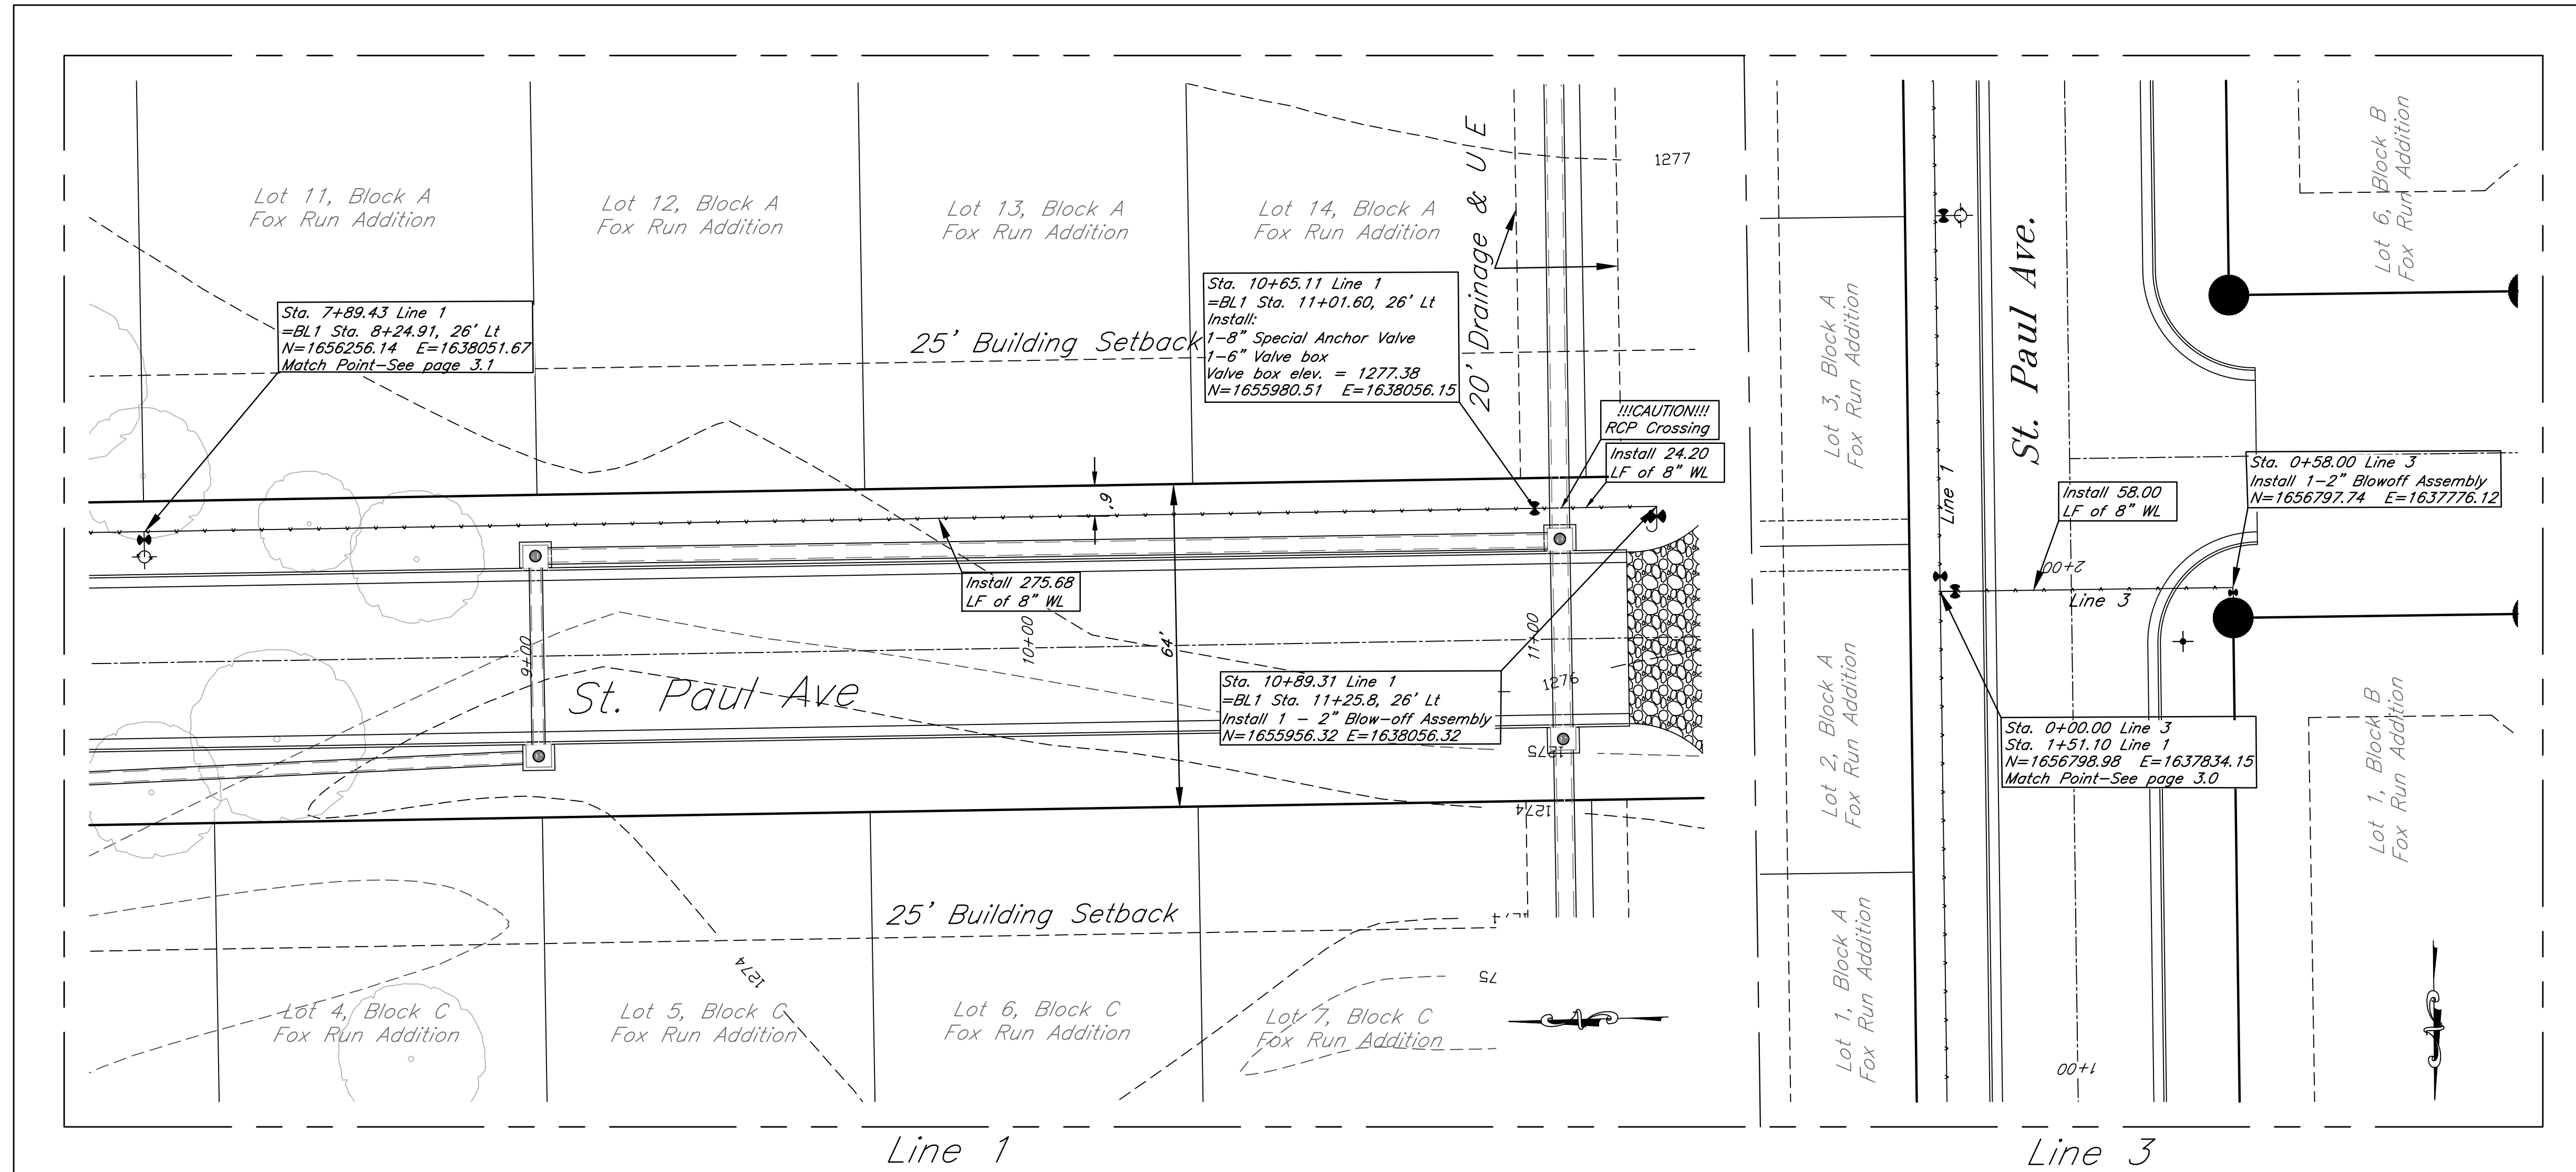 Lot 11, Block A
Fox Run Addition
Lot 12, Block A
Fox Run Addition
Lot 13, Block A
Fox Run Addition
Lot 14, Block A
Fox Run Addition
20' Drainage & U E
1277
Sta. 7+89.43 Line 1
=BL1 Sta. 8+24.91, 26' Lt
N=1656256.14 E=1638051.67
Match Point-See page 3.1
25' Building Setback
Sta. 10+65.11 Line 1
=BL1 Sta. 11+01.60, 26' Lt
Install:
1-8" Special Anchor Valve
1-6" Valve box
Valve box elev. = 1277.38
N=1655980.51 E=1638056.15
!!!CAUTION!!!
RCP Crossing
Install 24.20
LF of 8" WL
6'
64'
Install 275.68
LF of 8" WL
9+00
10+00
11+00
St. Paul Ave
Sta. 10+89.31 Line 1
=BL1 Sta. 11+25.8, 26' Lt
Install 1 - 2" Blow-off Assembly
N=1655956.32 E=1638056.32
1276
1275
1274
25' Building Setback
1274
1274
75
Lot 4, Block C
Fox Run Addition
Lot 5, Block C
Fox Run Addition
Lot 6, Block C
Fox Run Addition
Lot 7, Block C
Fox Run Addition
Line 1
Lot 3, Block A
Fox Run Addition
Lot 2, Block A
Fox Run Addition
Lot 1, Block A
Fox Run Addition
Line 1
St. Paul Ave.
Install 58.00
LF of 8" WL
2+00
Line 3
Sta. 0+58.00 Line 3
Install 1-2" Blowoff Assembly
N=1656797.74 E=1637776.12
Sta. 0+00.00 Line 3
Sta. 1+51.10 Line 1
N=1656798.98 E=1637834.15
Match Point-See page 3.0
1+00
Lot 6, Block B
Fox Run Addition
Lot 1, Block B
Fox Run Addition
Line 3